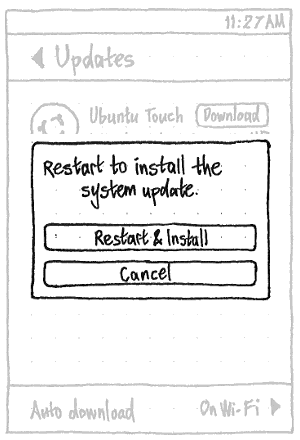 11:27AM
Updates
Ubuntu Touch Download
Restart to install the
system update.
Restart & Install
Cancel
Auto download On Wi-Fi